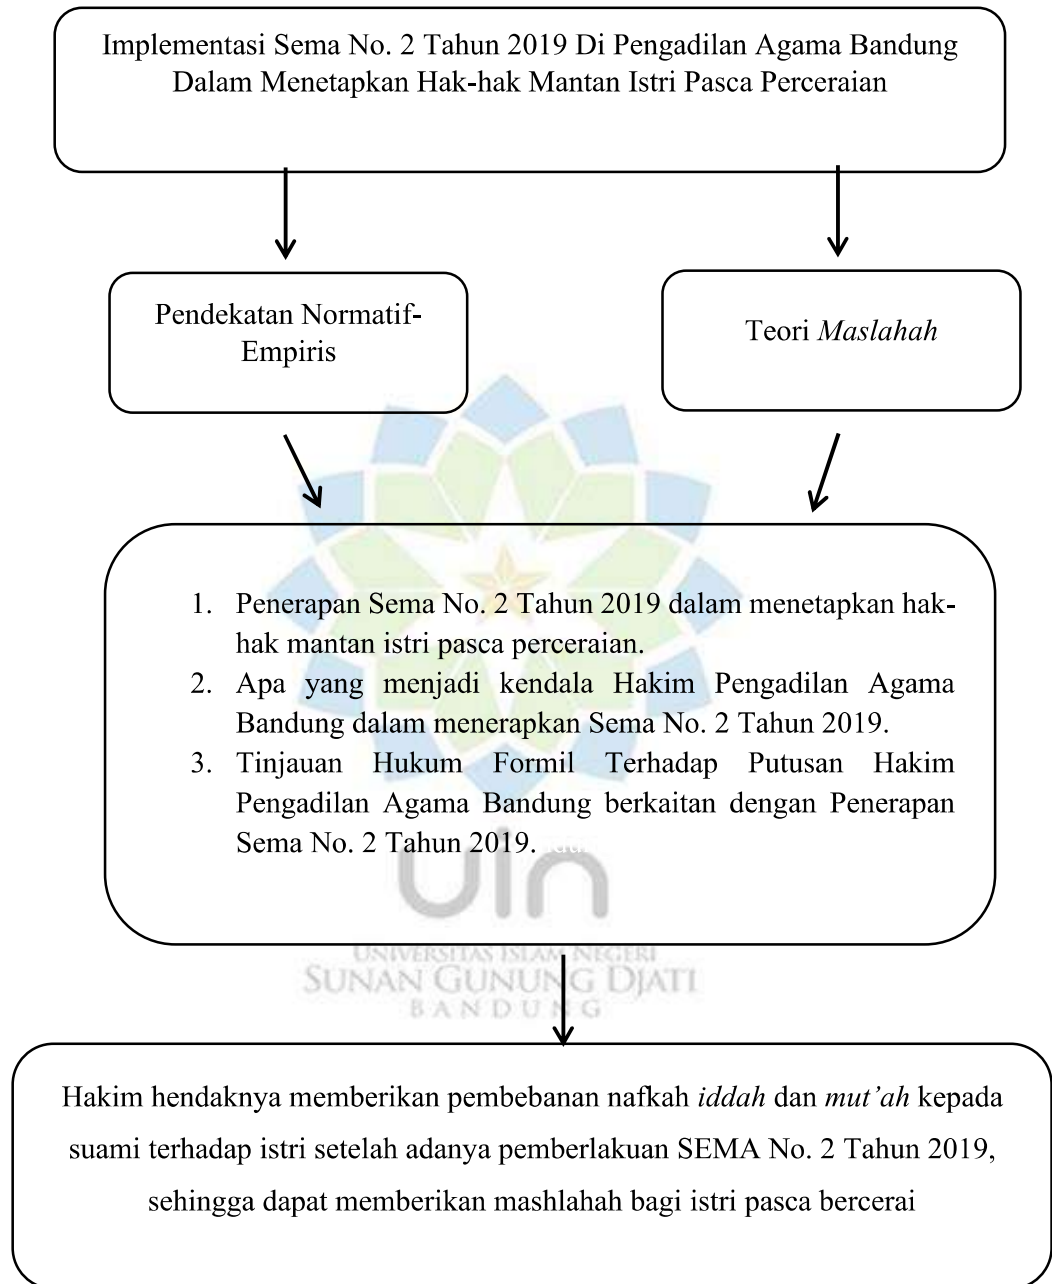 Implementasi Sema No. 2 Tahun 2019 Di Pengadilan Agama Bandung
Dalam Menetapkan Hak-hak Mantan Istri Pasca Perceraian
Pendekatan Normatif-
Empiris
Teori Maslahah
1. Penerapan Sema No. 2 Tahun 2019 dalam menetapkan hak-
hak mantan istri pasca perceraian.
2. Apa yang menjadi kendala Hakim Pengadilan Agama
Bandung dalam menerapkan Sema No. 2 Tahun 2019.
3. Tinjauan Hukum Formil Terhadap Putusan Hakim
Pengadilan Agama Bandung berkaitan dengan Penerapan
Sema No. 2 Tahun 2019.
uin
UNIVERSITAS ISLAM NEGERI
SUNAN GUNUNG DJATI
BANDUNG
Hakim hendaknya memberikan pembebanan nafkah iddah dan mut’ah kepada
suami terhadap istri setelah adanya pemberlakuan SEMA No. 2 Tahun 2019,
sehingga dapat memberikan mashlahah bagi istri pasca bercerai